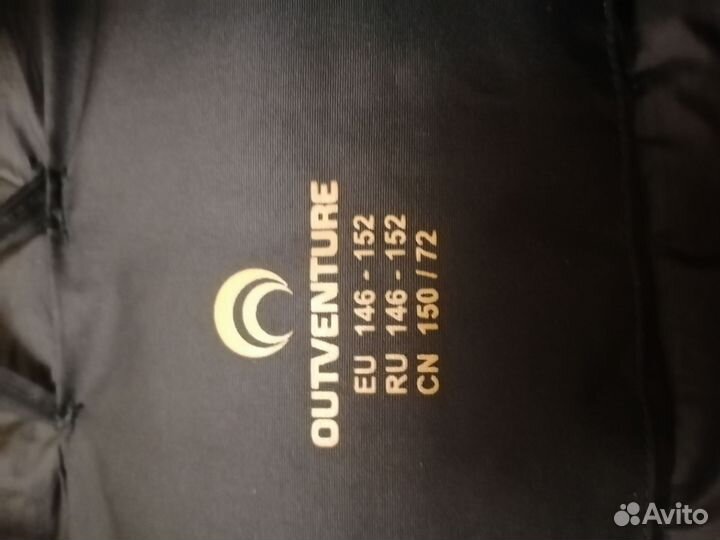 OUTVENTURE
EU 146 - 152
RU 146 - 152
CN 150 / 72
Avito